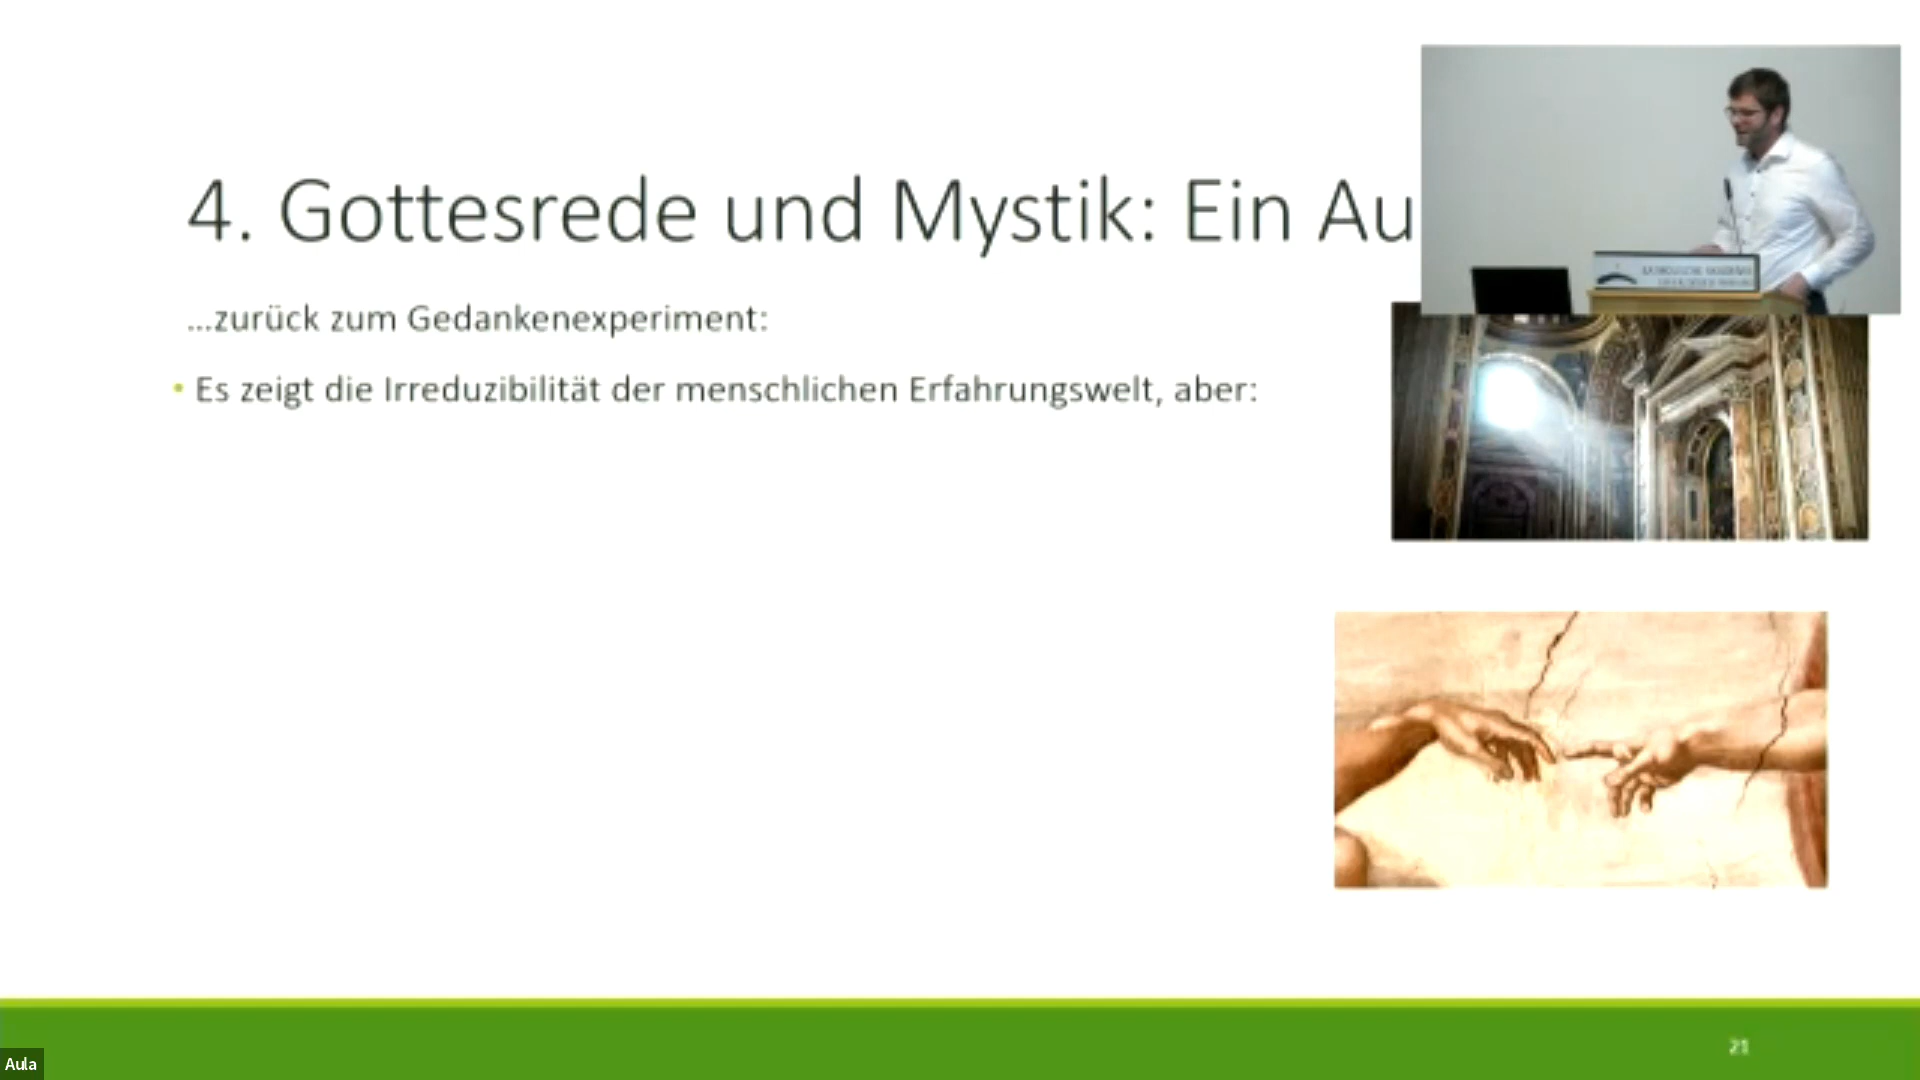 4. Gottesrede und Mystik: Ein Au
...zurück zum Gedankenexperiment:
• Es zeigt die Irreduzibilität der menschlichen Erfahrungswelt, aber:
21
Aula